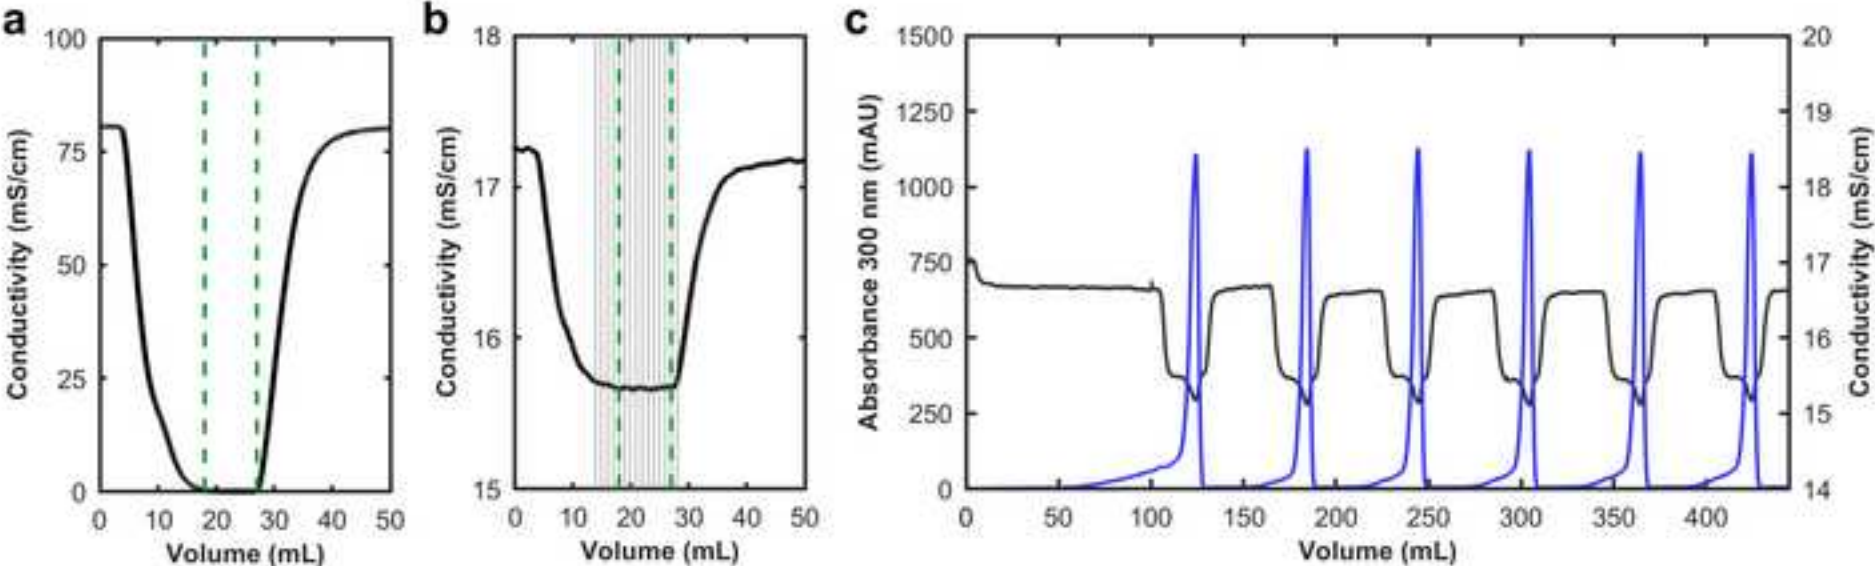 a
100
75
50
25
0
0 10 20 30 40 50
Volume (mL)
Conductivity (mS/cm)
b
18
17
16
15
0 10 20 30 40 50
Volume (mL)
Conductivity (mS/cm)
c
1500
1250
1000
750
500
250
0
Absorbance 300 nm (mAU)
0 50 100 150 200 250 300 350 400
Volume (mL)
20
19
18
17
16
15
14
Conductivity (mS/cm)